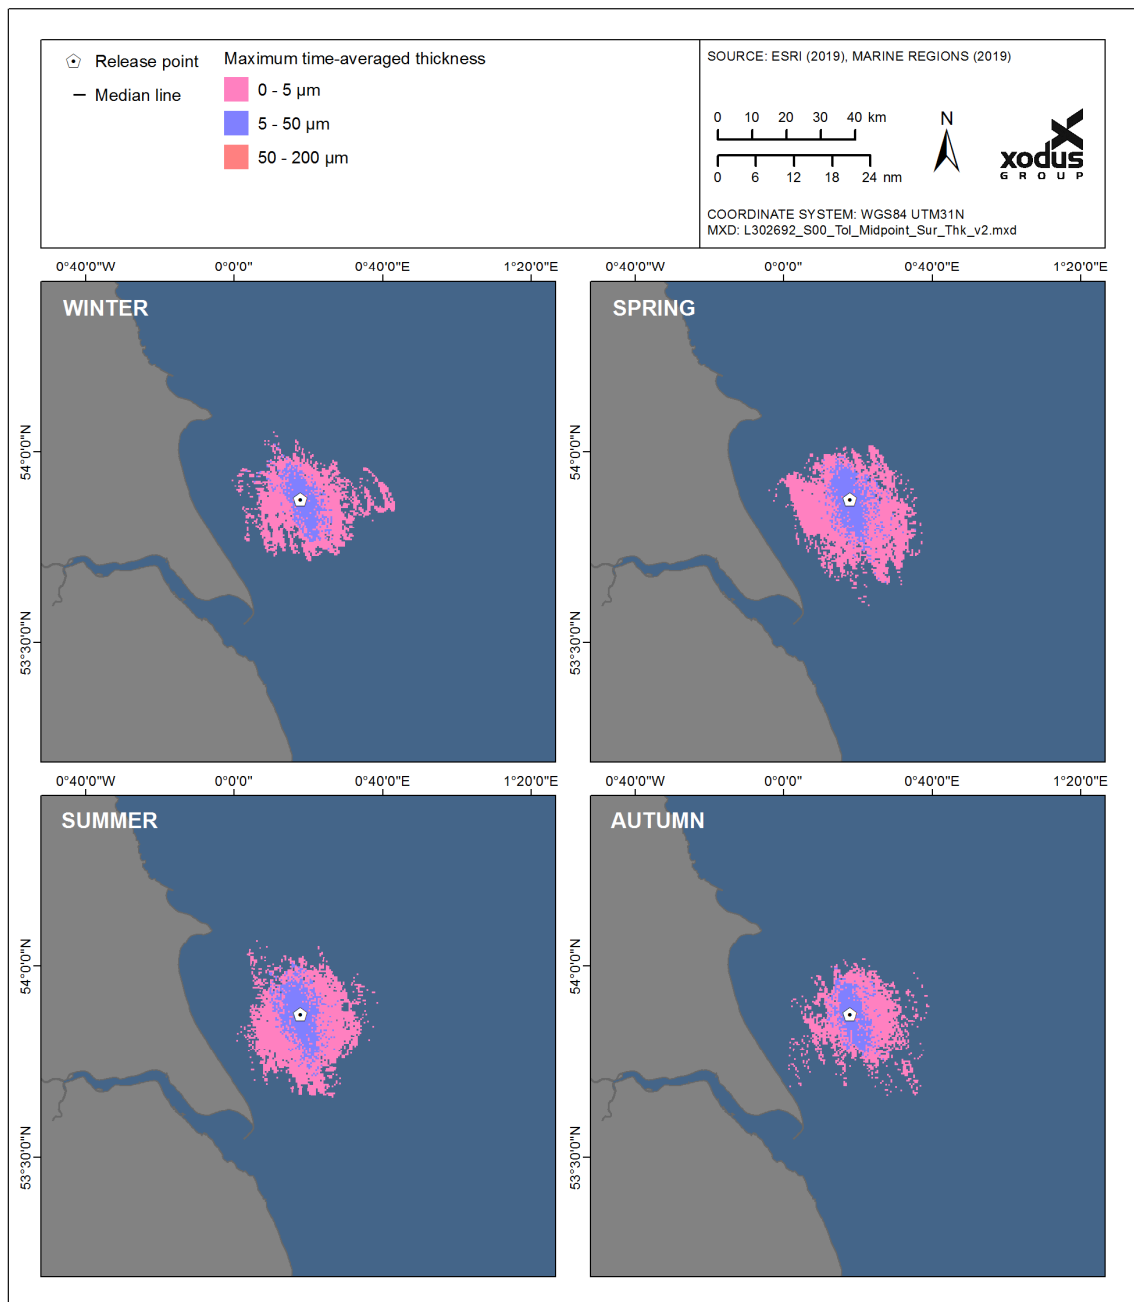 Release point
Median line
Maximum time-averaged thickness
0 - 5 µm
5 - 50 µm
50 - 200 µm
SOURCE: ESRI (2019), MARINE REGIONS (2019)
0 10 20 30 40 km
0 6 12 18 24 nm
N
xodus
GROUP
COORDINATE SYSTEM: WGS84 UTM31N
MXD: L302692_S00_Tol_Midpoint_Sur_Thk_v2.mxd
0°40'0"W 0°0'0" 0°40'0"E 1°20'0"E
54°0'0"N
53°30'0"N
WINTER
0°40'0"W 0°0'0" 0°40'0"E 1°20'0"E
54°0'0"N
53°30'0"N
SPRING
0°40'0"W 0°0'0" 0°40'0"E 1°20'0"E
54°0'0"N
53°30'0"N
SUMMER
0°40'0"W 0°0'0" 0°40'0"E 1°20'0"E
54°0'0"N
53°30'0"N
AUTUMN